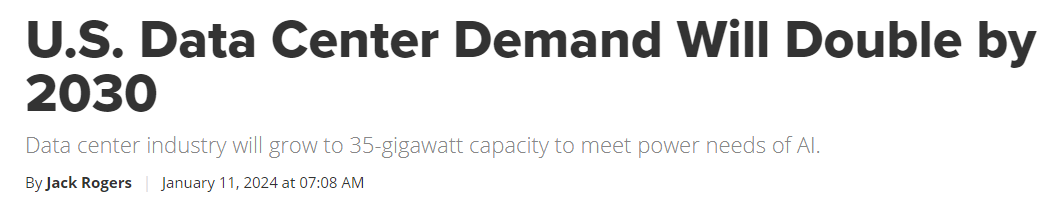 U.S. Data Center Demand Will Double by
2030
Data center industry will grow to 35-gigawatt capacity to meet power needs of AI.
By Jack Rogers | January 11, 2024 at 07:08 AM